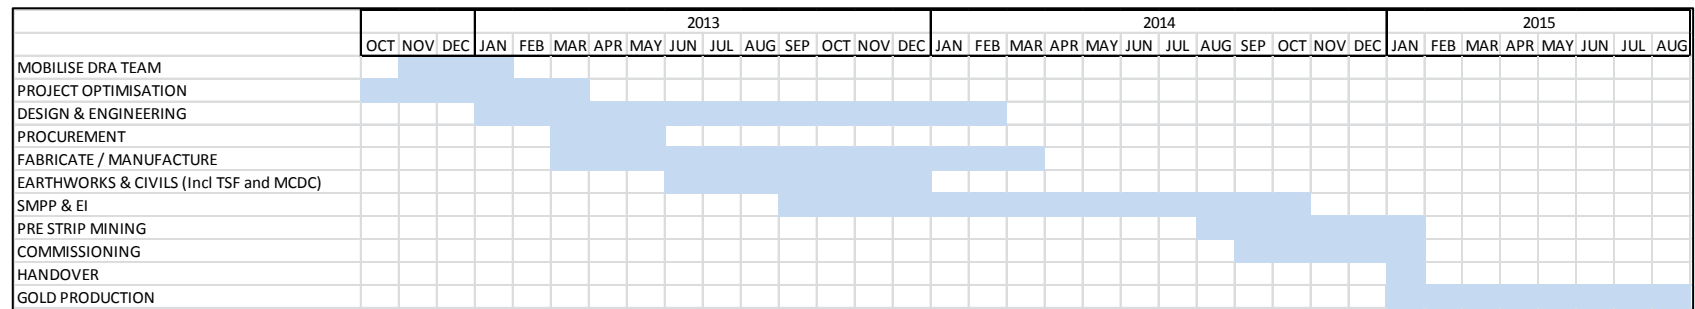 2013 2014 2015
OCT NOV DEC JAN FEB MAR APR MAY JUN JUL AUG SEP OCT NOV DEC JAN FEB MAR APR MAY JUN JUL AUG SEP OCT NOV DEC JAN FEB MAR APR MAY JUN JUL AUG
MOBILISE DRA TEAM
PROJECT OPTIMISATION
DESIGN & ENGINEERING
PROCUREMENT
FABRICATE / MANUFACTURE
EARTHWORKS & CIVILS (Incl TSF and MCDC)
SMPP & EI
PRE STRIP MINING
COMMISSIONING
HANDOVER
GOLD PRODUCTION